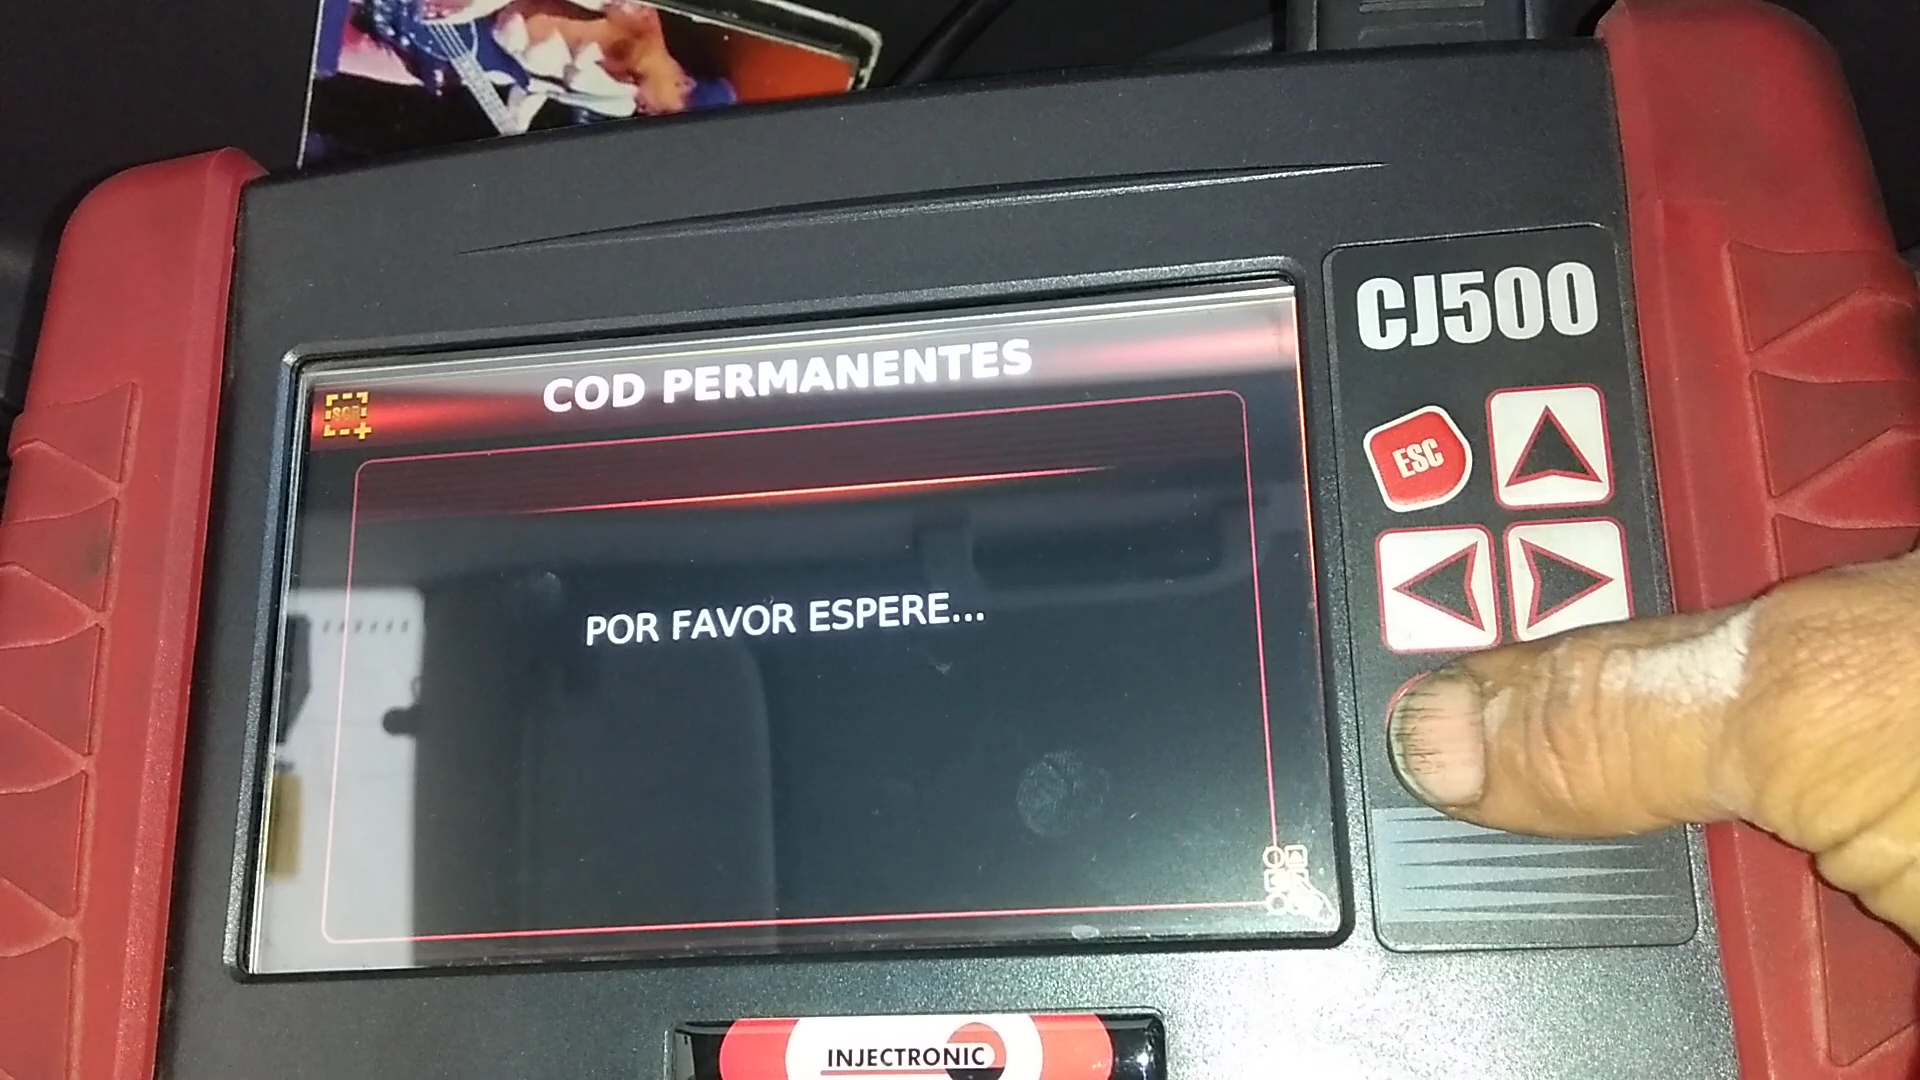 CJ500
COD PERMANENTES
ESC
POR FAVOR ESPERE...
INJECTRONIC